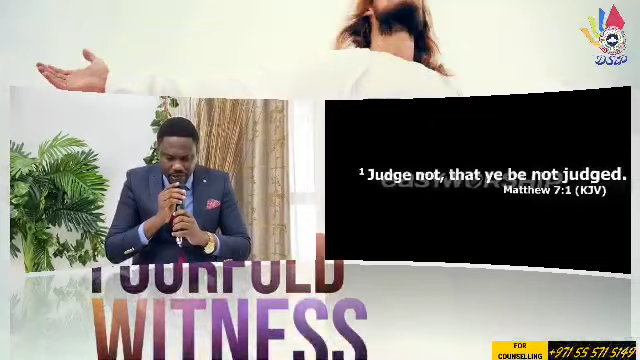 DSP
1 Judge not, that ye be not judged.
Matthew 7:1 (KJV)
FOURFOLD
WITNESS
FOR
COUNSELLING
+971 55 571 5149